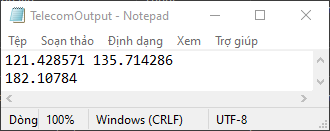 TelecomOutput - Notepad
Tệp Soạn thảo Định dạng Xem Trợ giúp
121.428571 135.714286
182.10784
Dòng 100% Windows (CRLF) UTF-8